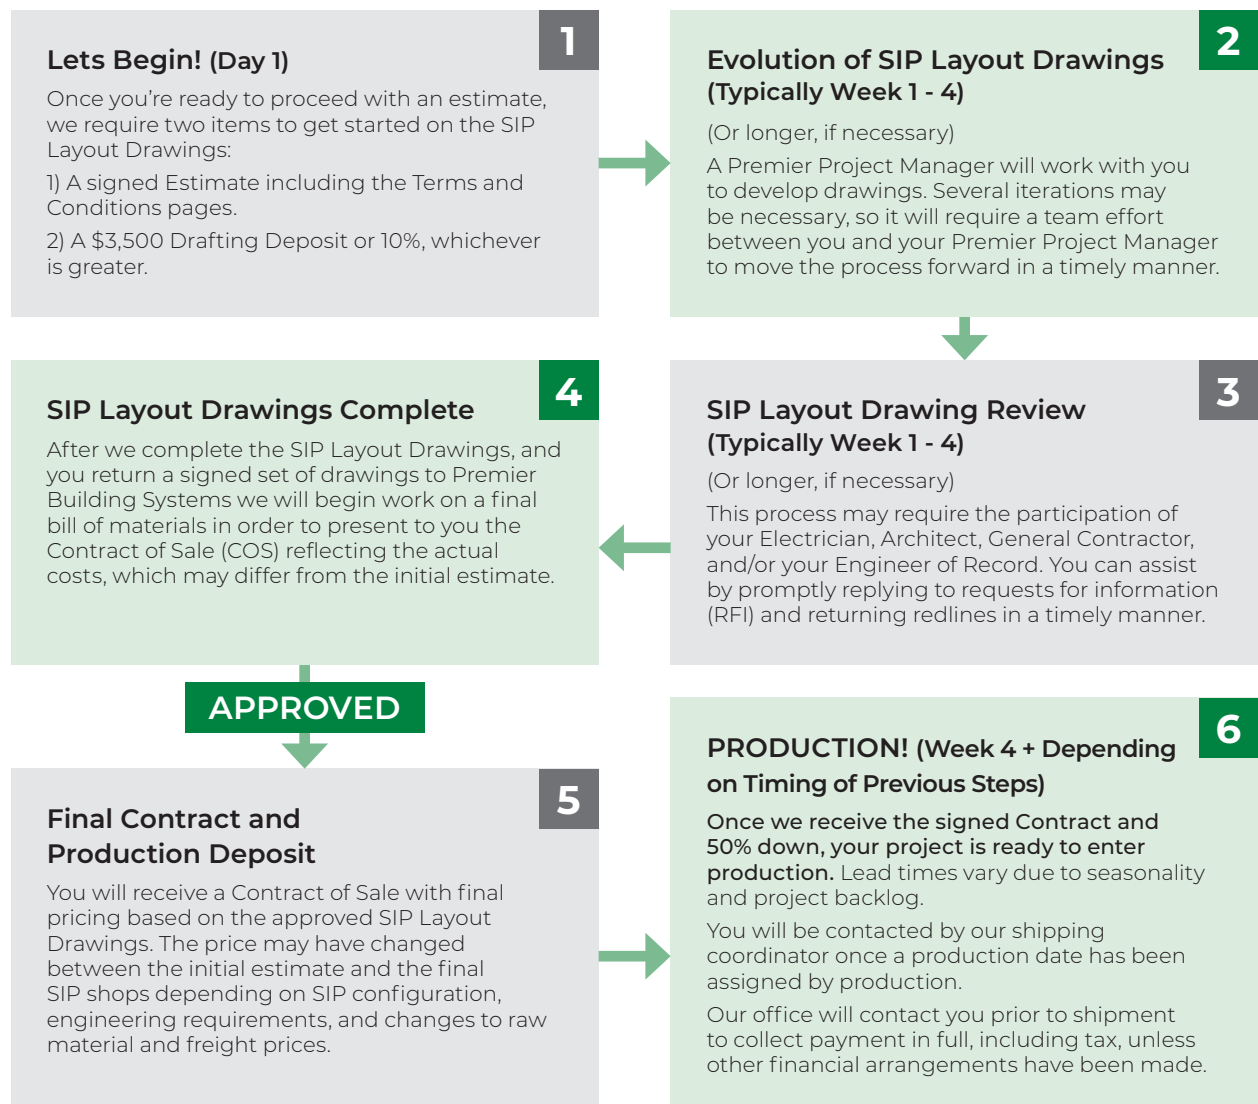 1
Lets Begin! (Day 1)
Once you're ready to proceed with an estimate,
we require two items to get started on the SIP
Layout Drawings:
1) A signed Estimate including the Terms and
Conditions pages.
2) A $3,500 Drafting Deposit or 10%, whichever
is greater.
2
Evolution of SIP Layout Drawings
(Typically Week 1 - 4)
(Or longer, if necessary)
A Premier Project Manager will work with you
to develop drawings. Several iterations may
be necessary, so it will require a team effort
between you and your Premier Project Manager
to move the process forward in a timely manner.
3
SIP Layout Drawing Review
(Typically Week 1 - 4)
(Or longer, if necessary)
This process may require the participation of
your Electrician, Architect, General Contractor,
and/or your Engineer of Record. You can assist
by promptly replying to requests for information
(RFI) and returning redlines in a timely manner.
4
SIP Layout Drawings Complete
After we complete the SIP Layout Drawings, and
you return a signed set of drawings to Premier
Building Systems we will begin work on a final
bill of materials in order to present to you the
Contract of Sale (COS) reflecting the actual
costs, which may differ from the initial estimate.
APPROVED
5
Final Contract and
Production Deposit
You will receive a Contract of Sale with final
pricing based on the approved SIP Layout
Drawings. The price may have changed
between the initial estimate and the final
SIP shops depending on SIP configuration,
engineering requirements, and changes to raw
material and freight prices.
6
PRODUCTION! (Week 4 + Depending
on Timing of Previous Steps)
Once we receive the signed Contract and
50% down, your project is ready to enter
production. Lead times vary due to seasonality
and project backlog.
You will be contacted by our shipping
coordinator once a production date has been
assigned by production.
Our office will contact you prior to shipment
to collect payment in full, including tax, unless
other financial arrangements have been made.